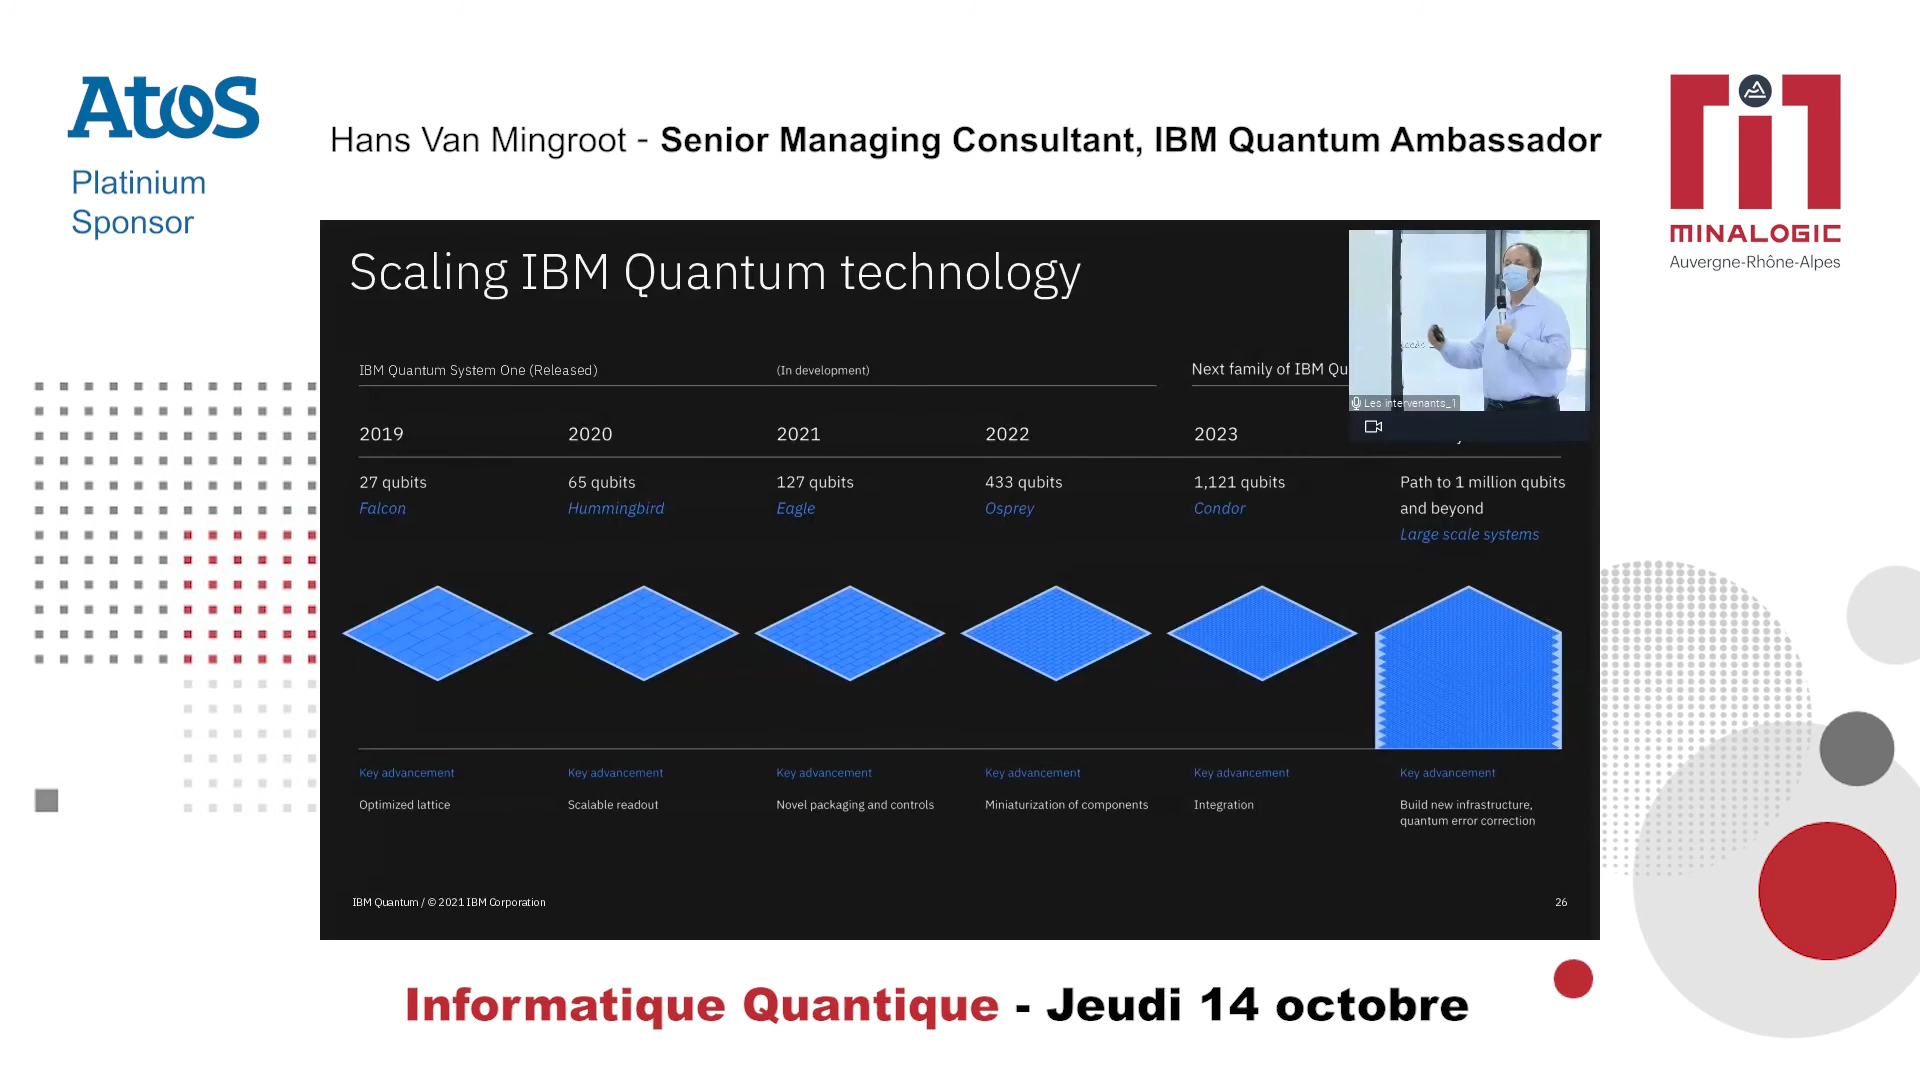 Atos
Platinium
Sponsor
Hans Van Mingroot - Senior Managing Consultant, IBM Quantum Ambassador
MINALOGIC
Auvergne-Rhône-Alpes
Scaling IBM Quantum technology
IBM Quantum System One (Released)
(In development)
Next family of IBM Qu
Les intervenants_1
2019
2020
2021
2022
2023
27 qubits
65 qubits
127 qubits
433 qubits
1,121 qubits
Path to 1 million qubits
and beyond
Falcon
Hummingbird
Eagle
Osprey
Condor
Large scale systems
Key advancement
Key advancement
Key advancement
Key advancement
Key advancement
Key advancement
Optimized lattice
Scalable readout
Novel packaging and controls
Miniaturization of components
Integration
Build new infrastructure,
quantum error correction
IBM Quantum / © 2021 IBM Corporation
26
Informatique Quantique - Jeudi 14 octobre